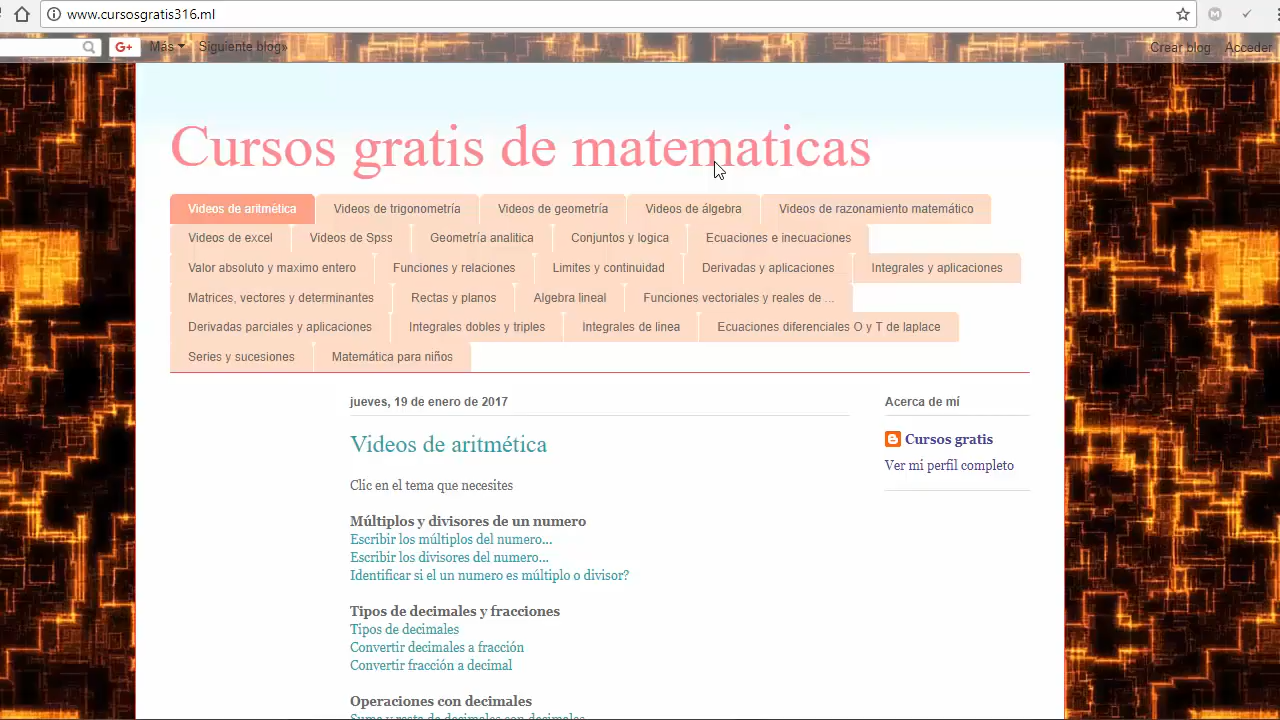 www.cursosgratis316.ml
G+ Más Siguiente blog» Crear blog Acceder
Cursos gratis de matematicas
Videos de aritmética Videos de trigonometría Videos de geometría Videos de álgebra Videos de razonamiento matemático
Videos de excel Videos de Spss Geometría analitica Conjuntos y logica Ecuaciones e inecuaciones
Valor absoluto y maximo entero Funciones y relaciones Limites y continuidad Derivadas y aplicaciones Integrales y aplicaciones
Matrices, vectores y determinantes Rectas y planos Algebra lineal Funciones vectoriales y reales de ...
Derivadas parciales y aplicaciones Integrales dobles y triples Integrales de linea Ecuaciones diferenciales O y T de laplace
Series y sucesiones Matemática para niños
jueves, 19 de enero de 2017
Videos de aritmética
Clic en el tema que necesites
Múltiplos y divisores de un numero
Escribir los múltiplos del numero...
Escribir los divisores del numero...
Identificar si el un numero es múltiplo o divisor?
Tipos de decimales y fracciones
Tipos de decimales
Convertir decimales a fracción
Convertir fracción a decimal
Operaciones con decimales
Suma y resta de decimales con decimales
Acerca de mí
Cursos gratis
Ver mi perfil completo